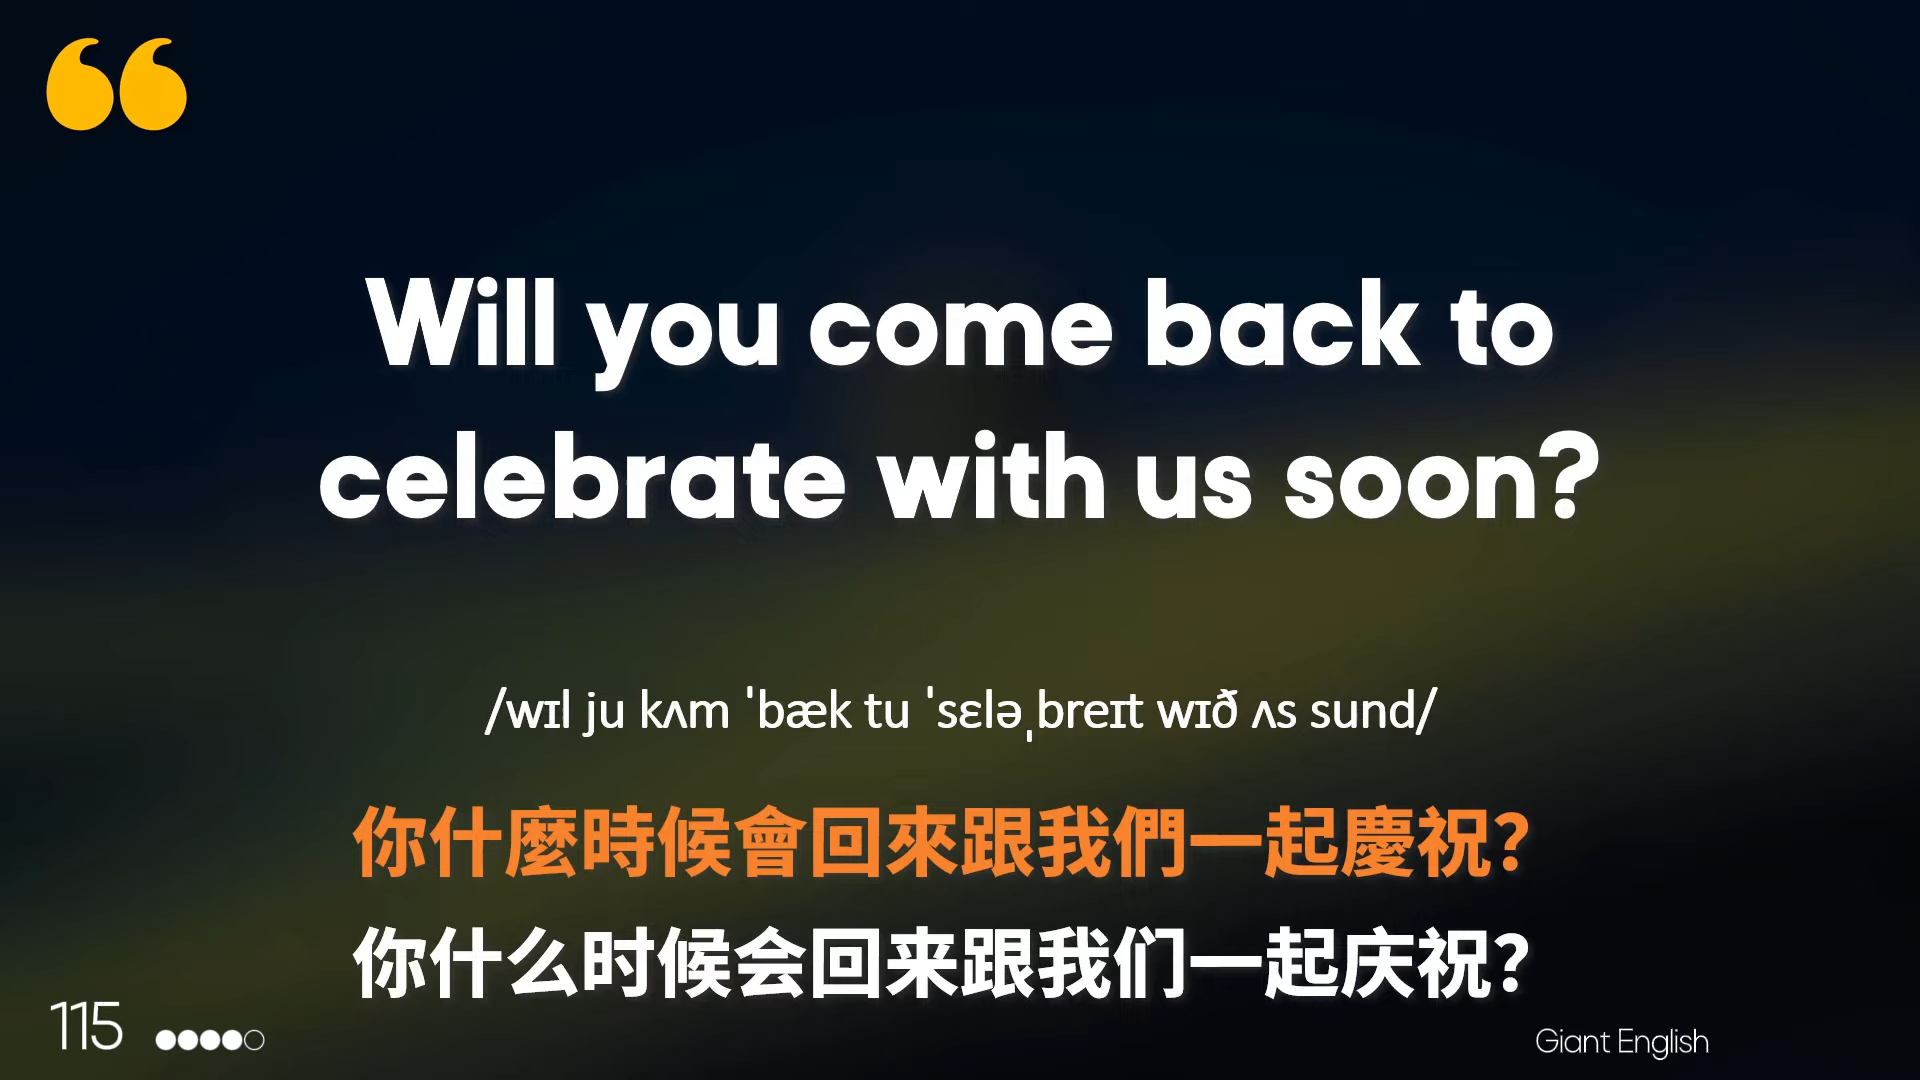 Will you come back to
celebrate with us soon?
/wɪl ju kʌm ˈbæk tu ˈsɛləˌbreɪt wɪð ʌs sund/
你什麼時候會回來跟我們一起慶祝?
你什么时候会回来跟我们一起庆祝?
115
Giant English